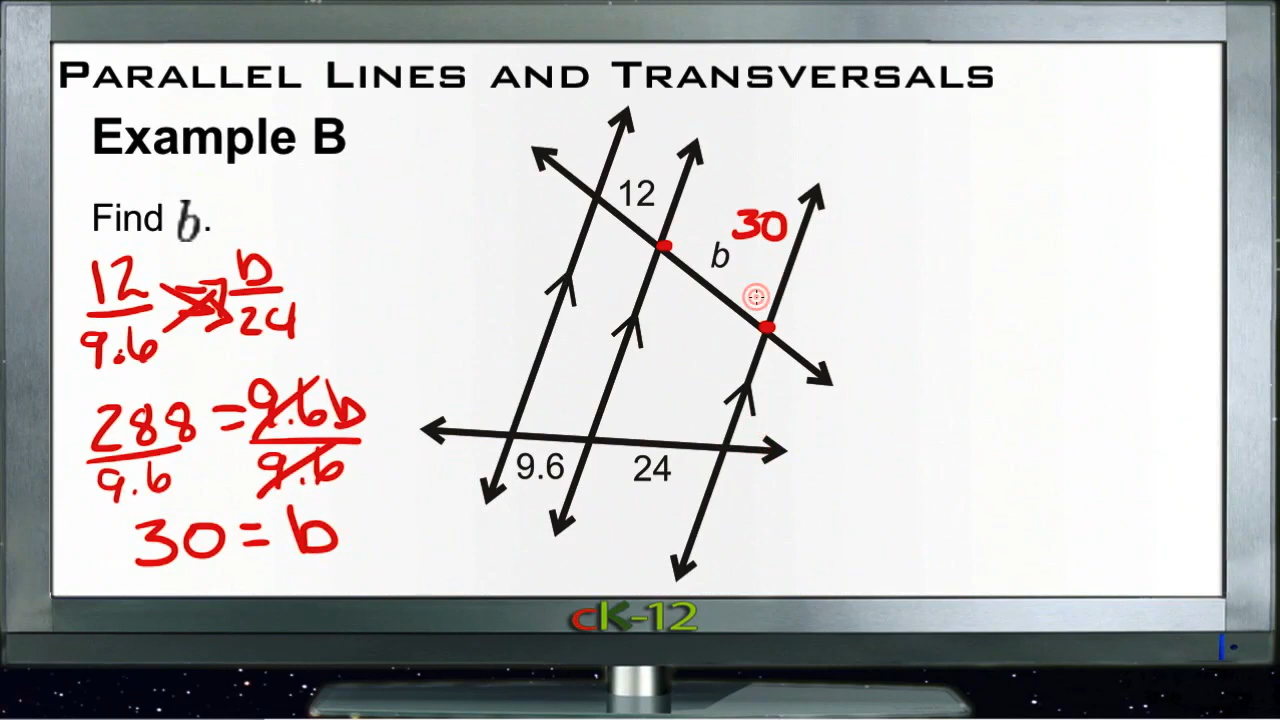 PARALLEL LINES AND TRANSVERSALS
Example B
Find b.
12/9.6 b/24
288/9.6 = 9.6b/9.6
30 = b
12
30
b
9.6
24
cK-12